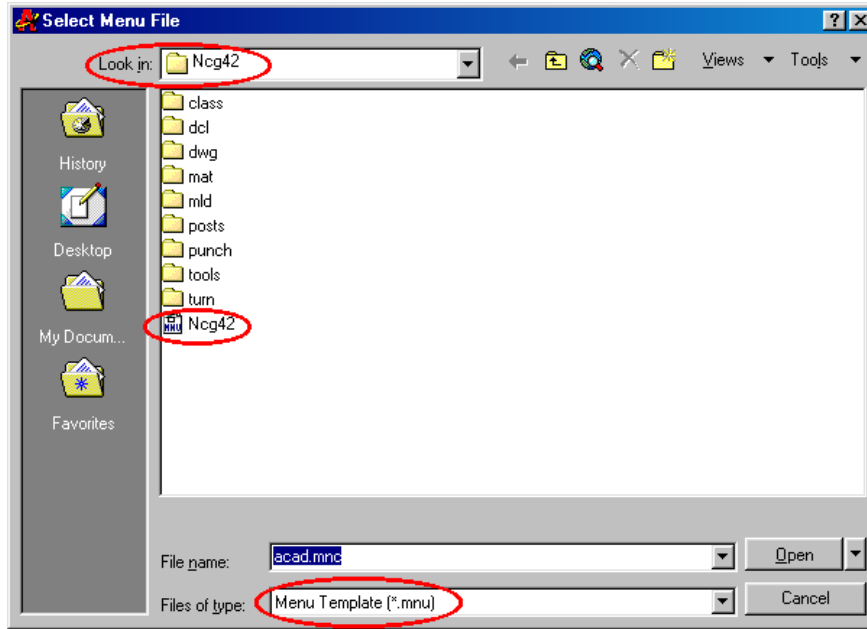 Select Menu File
Look in: Ncg42
Views Tools
class
dcl
dwg
mat
mld
posts
punch
tools
turn
Ncg42
History
Desktop
My Docum...
Favorites
File name: acad.mnc Open
Files of type: Menu Template (*.mnu) Cancel